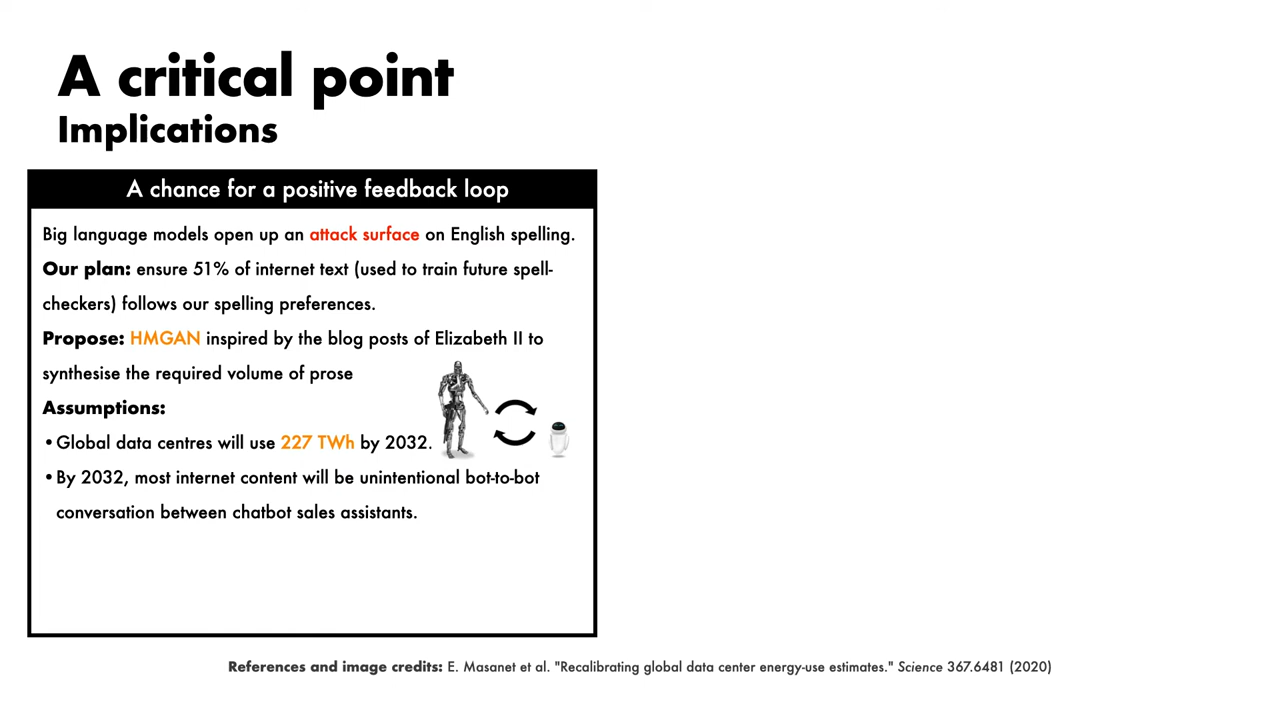 A critical point
Implications
A chance for a positive feedback loop
Big language models open up an attack surface on English spelling.
Our plan: ensure 51% of internet text (used to train future spell-
checkers) follows our spelling preferences.
Propose: HMGAN inspired by the blog posts of Elizabeth II to
synthesise the required volume of prose
Assumptions:
•Global data centres will use 227 TWh by 2032.
•By 2032, most internet content will be unintentional bot-to-bot
conversation between chatbot sales assistants.
References and image credits: E. Masanet et al. "Recalibrating global data center energy-use estimates." Science 367.6481 (2020)